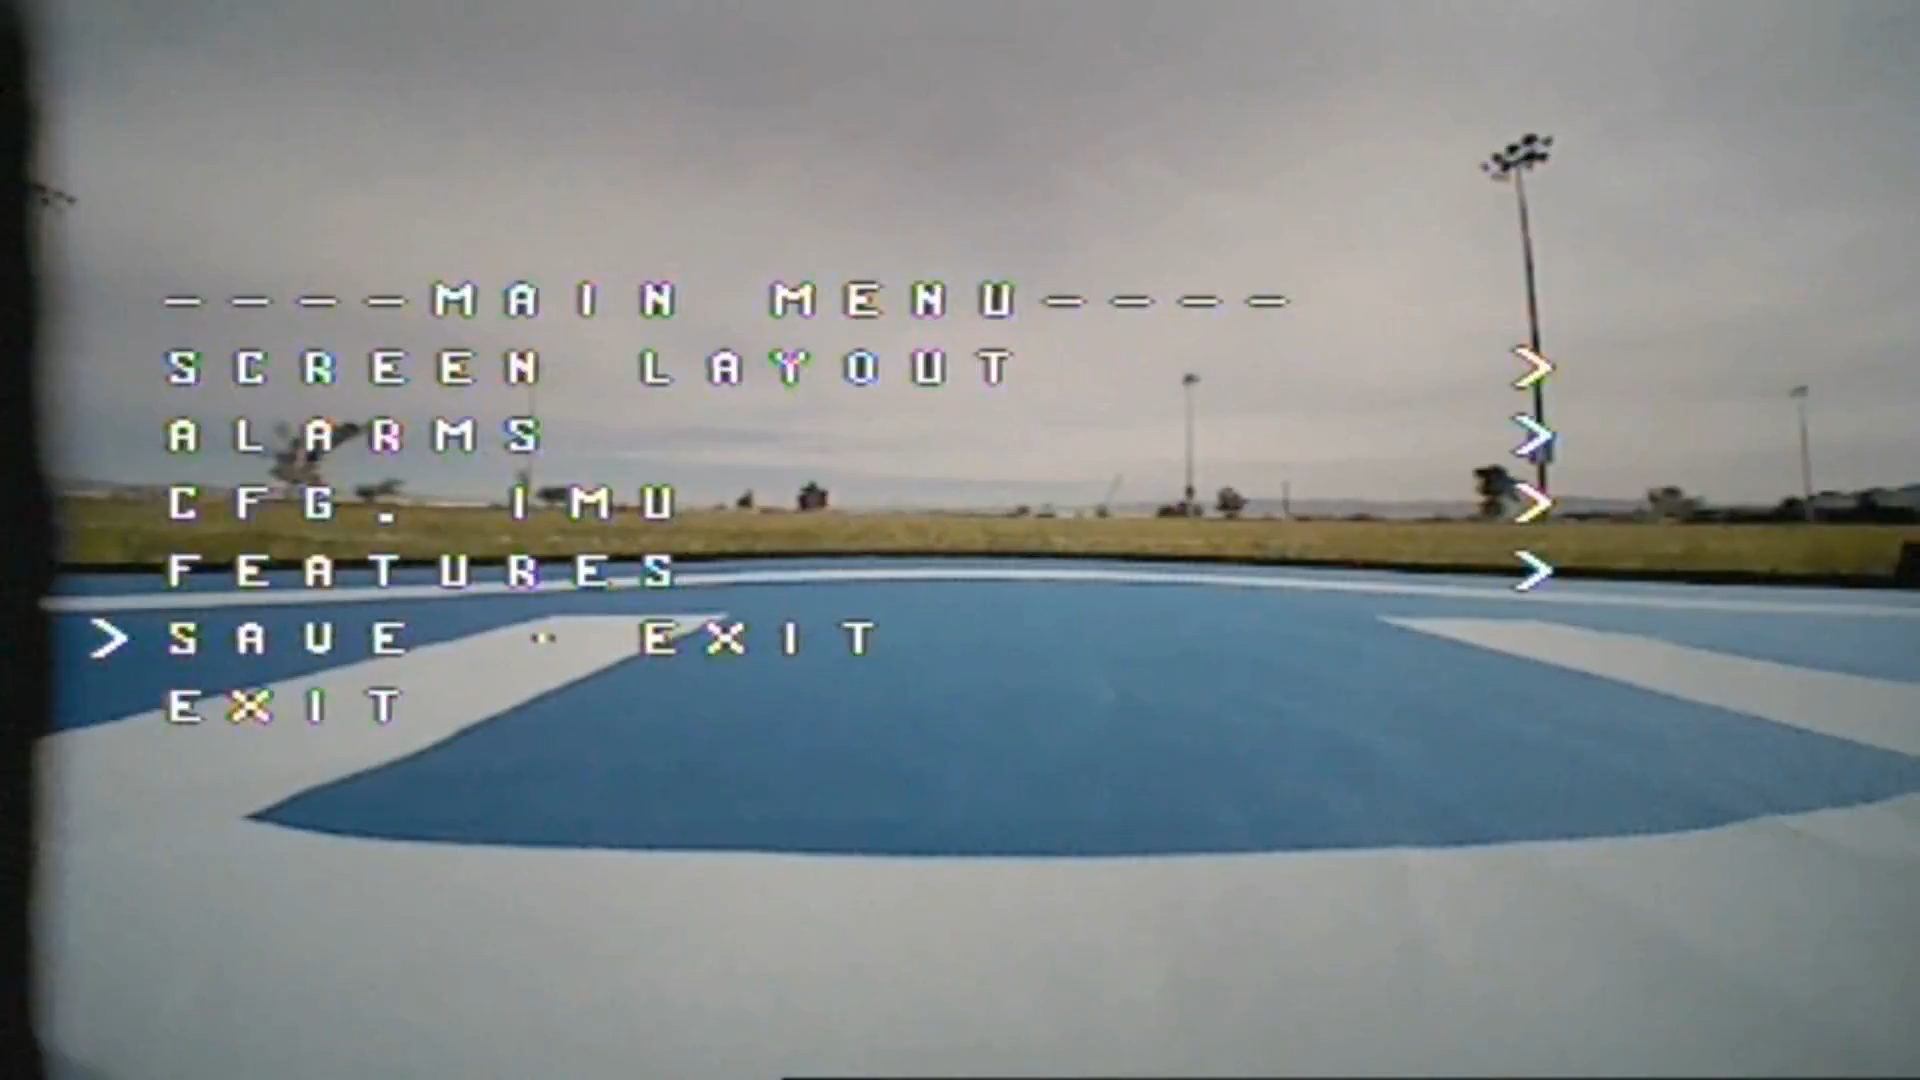 ----MAIN MENU----
SCREEN LAYOUT >
ALARMS >
CFG. IMU >
FEATURES >
> SAVE · EXIT
EXIT